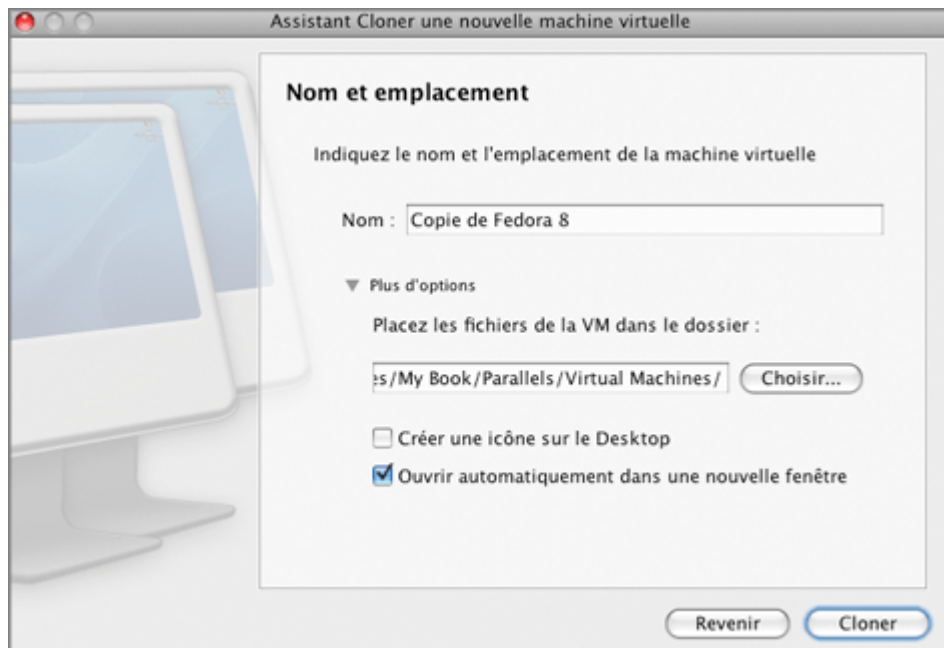 Assistant Cloner une nouvelle machine virtuelle
Nom et emplacement
Indiquez le nom et l'emplacement de la machine virtuelle
Nom : Copie de Fedora 8
Plus d'options
Placez les fichiers de la VM dans le dossier :
es/My Book/Parallels/Virtual Machines/ Choisir...
Créer une icône sur le Desktop
Ouvrir automatiquement dans une nouvelle fenêtre
Revenir Cloner